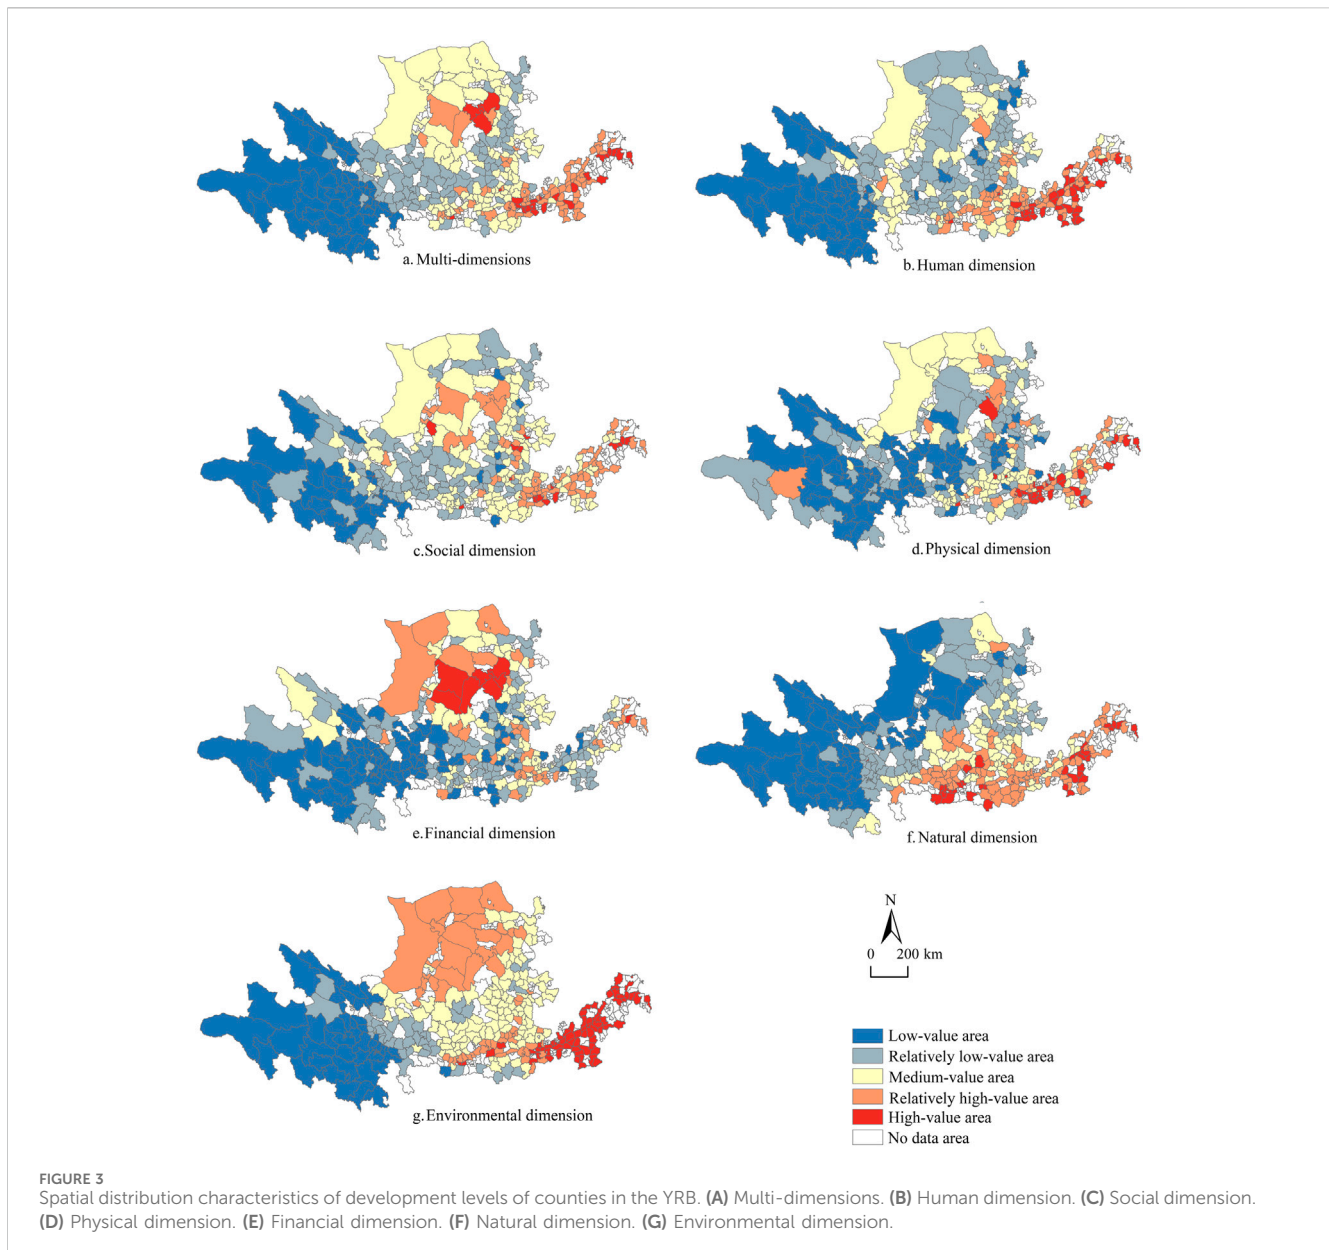 a. Multi-dimensions
b. Human dimension
c.Social dimension
d.Physical dimension
e.Financial dimension
f.Natural dimension
g.Environmental dimension
N
0 200 km
Low-value area
Relatively low-value area
Medium-value area
Relatively high-value area
High-value area
No data area
FIGURE 3
Spatial distribution characteristics of development levels of counties in the YRB. (A) Multi-dimensions. (B) Human dimension. (C) Social dimension.
(D) Physical dimension. (E) Financial dimension. (F) Natural dimension. (G) Environmental dimension.